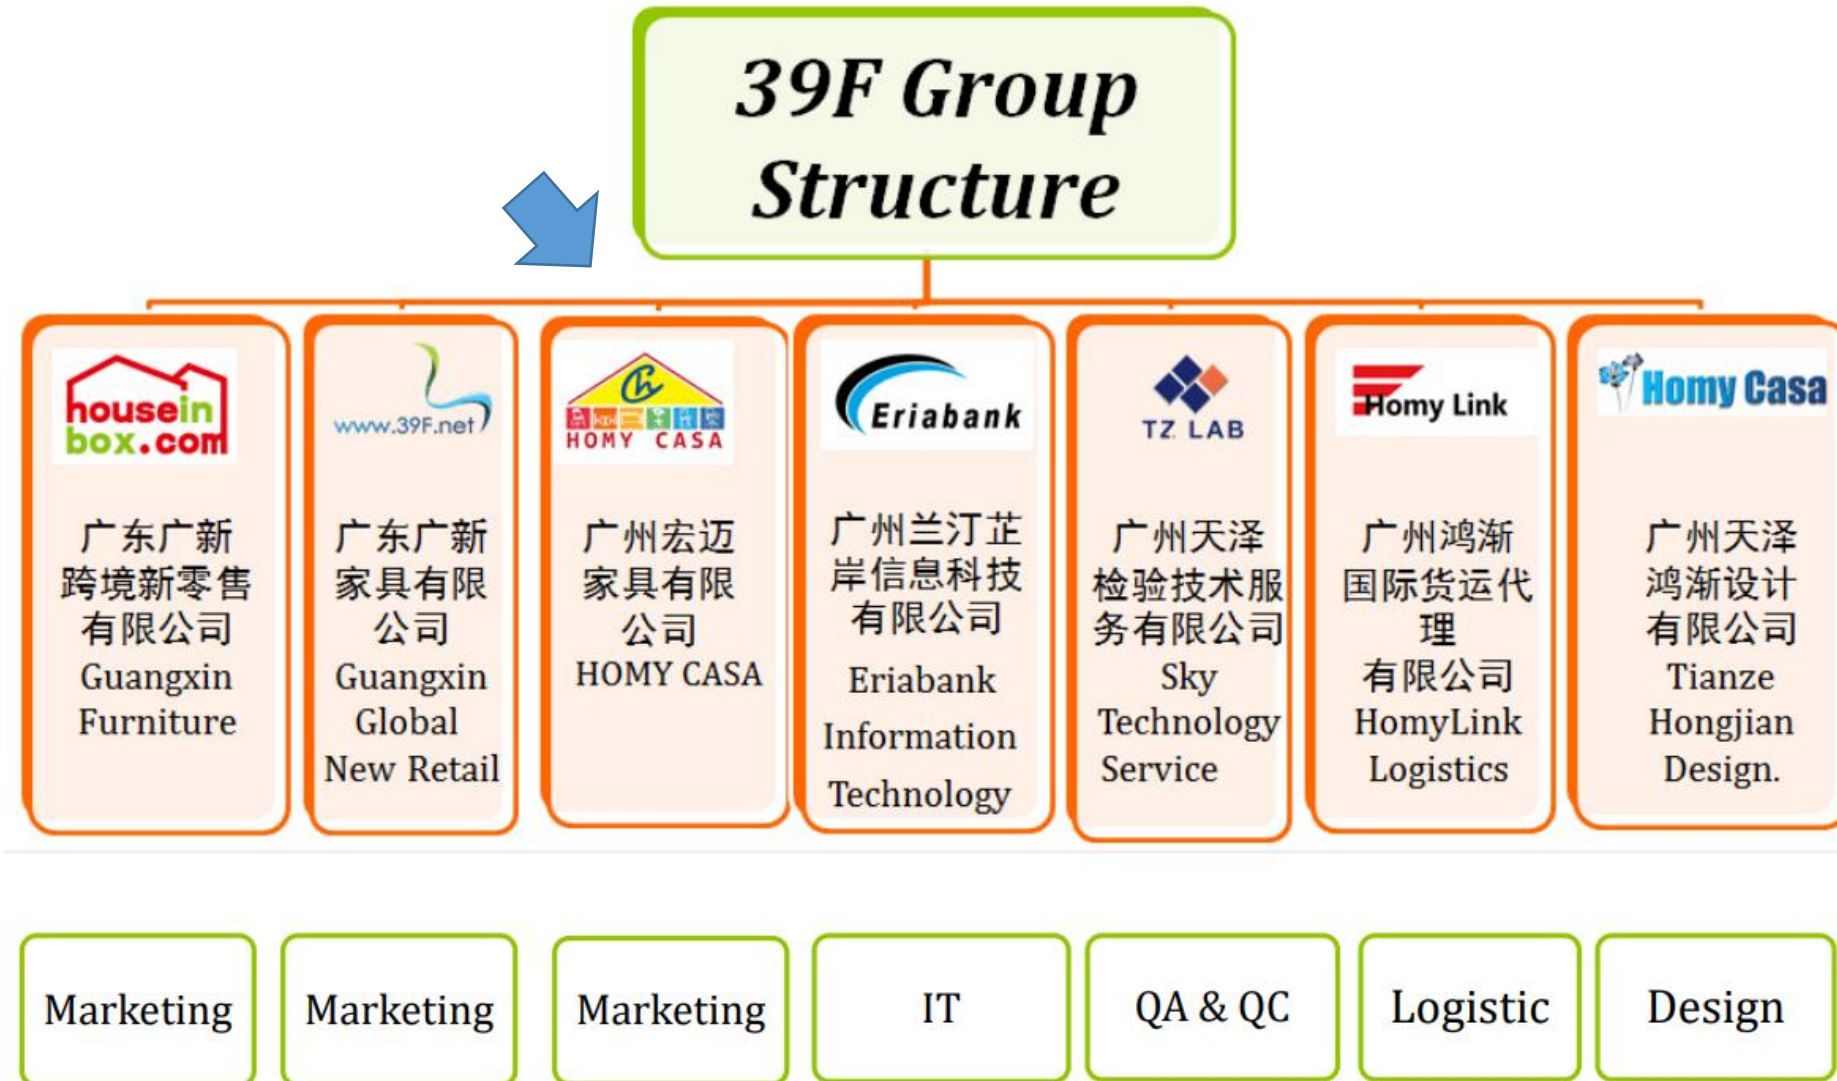 39F Group
Structure
housein
box.com
广东广新
跨境新零售
有限公司
Guangxin
Furniture
www.39F.net
广东广新
家具有限
公司
Guangxin
Global
New Retail
ch
HOMY CASA
广州宏迈
家具有限
公司
HOMY CASA
Eriabank
广州兰汀芷
岸信息科技
有限公司
Eriabank
Information
Technology
TZ LAB
广州天泽
检验技术服
务有限公司
Sky
Technology
Service
Homy Link
广州鸿渐
国际货运代
理
有限公司
HomyLink
Logistics
Homy Casa
广州天泽
鸿渐设计
有限公司
Tianze
Hongjian
Design.
Marketing
Marketing
Marketing
IT
QA & QC
Logistic
Design